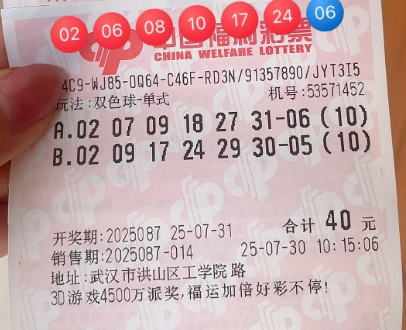 02 06 08 10 17 24 06
中国福利彩票
CHINA WELFARE LOTTERY
4C9-WJ85-0Q64-C46F-RD3N/91357890/JYT3I5
玩法:双色球-单式 机号:53571452
A.02 07 09 18 27 31-06(10)
B.02 09 17 24 29 30-05(10)
开奖期:2025087 25-07-31 合计 40 元
销售期:2025087-014 25-07-30 10:15:06
地址:武汉市洪山区工学院路
3D游戏4500万派奖,福运加倍好彩不停!